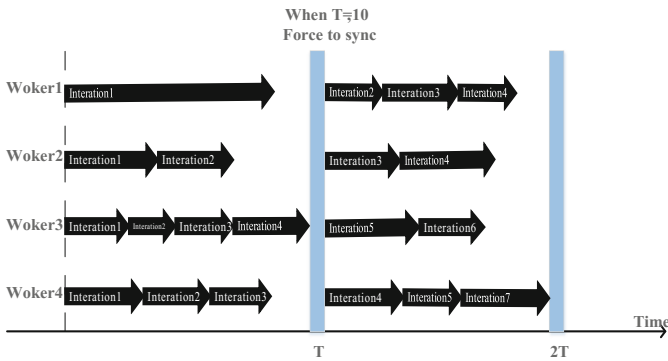 When T=10
Force to sync
Woker1 Interation1 Interation2 Interation3 Interation4
Woker2 Interation1 Interation2 Interation3 Interation4
Woker3 Interation1 Interation2 Interation3 Interation4 Interation5 Interation6
Woker4 Interation1 Interation2 Interation3 Interation4 Interation5 Interation7
Time
T 2T